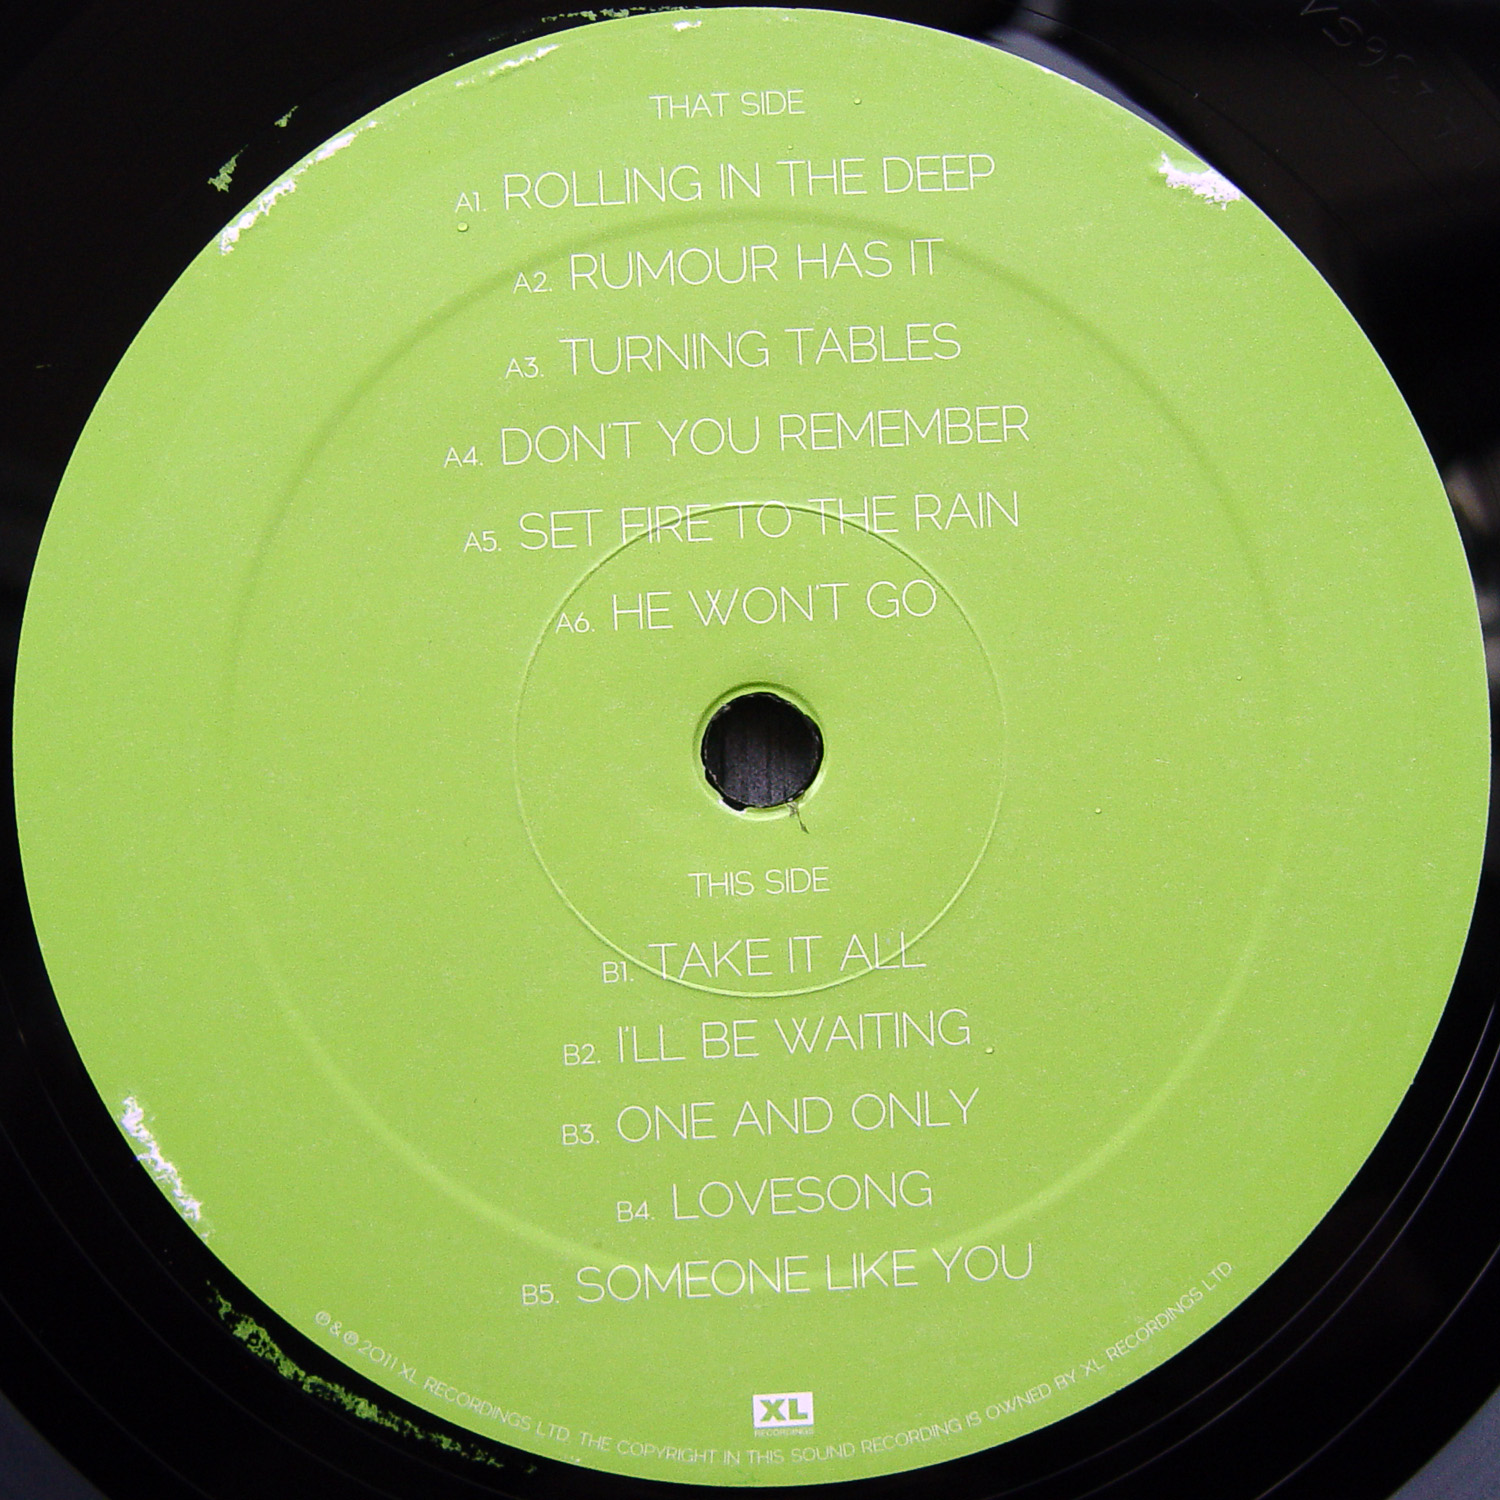 THAT SIDE
A1. ROLLING IN THE DEEP
A2. RUMOUR HAS IT
A3. TURNING TABLES
A4. DON'T YOU REMEMBER
A5. SET FIRE TO THE RAIN
A6. HE WON'T GO
THIS SIDE
B1. TAKE IT ALL
B2. I'LL BE WAITING
B3. ONE AND ONLY
B4. LOVESONG
B5. SOMEONE LIKE YOU
℗ & ℗ 2011 XL RECORDINGS LTD. THE COPYRIGHT IN THIS SOUND RECORDING IS OWNED BY XL RECORDINGS LTD
XL
RECORDINGS